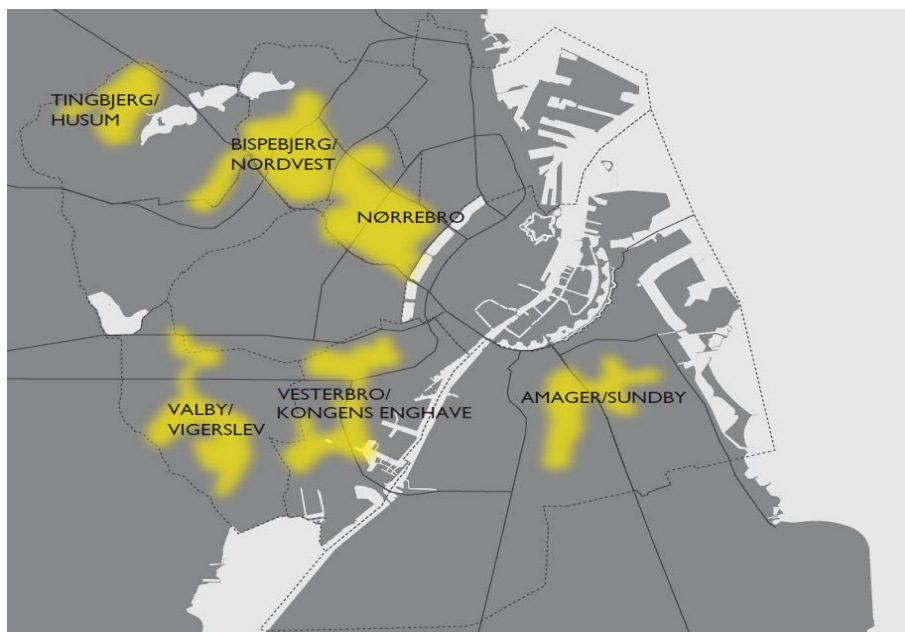 TINGBJERG/
HUSUM
BISPEBJERG/
NORDVEST
NØRREBRO
VALBY/
VIGERSLEV
VESTERBRO/
KONGENS ENGHAVE
AMAGER/SUNDBY